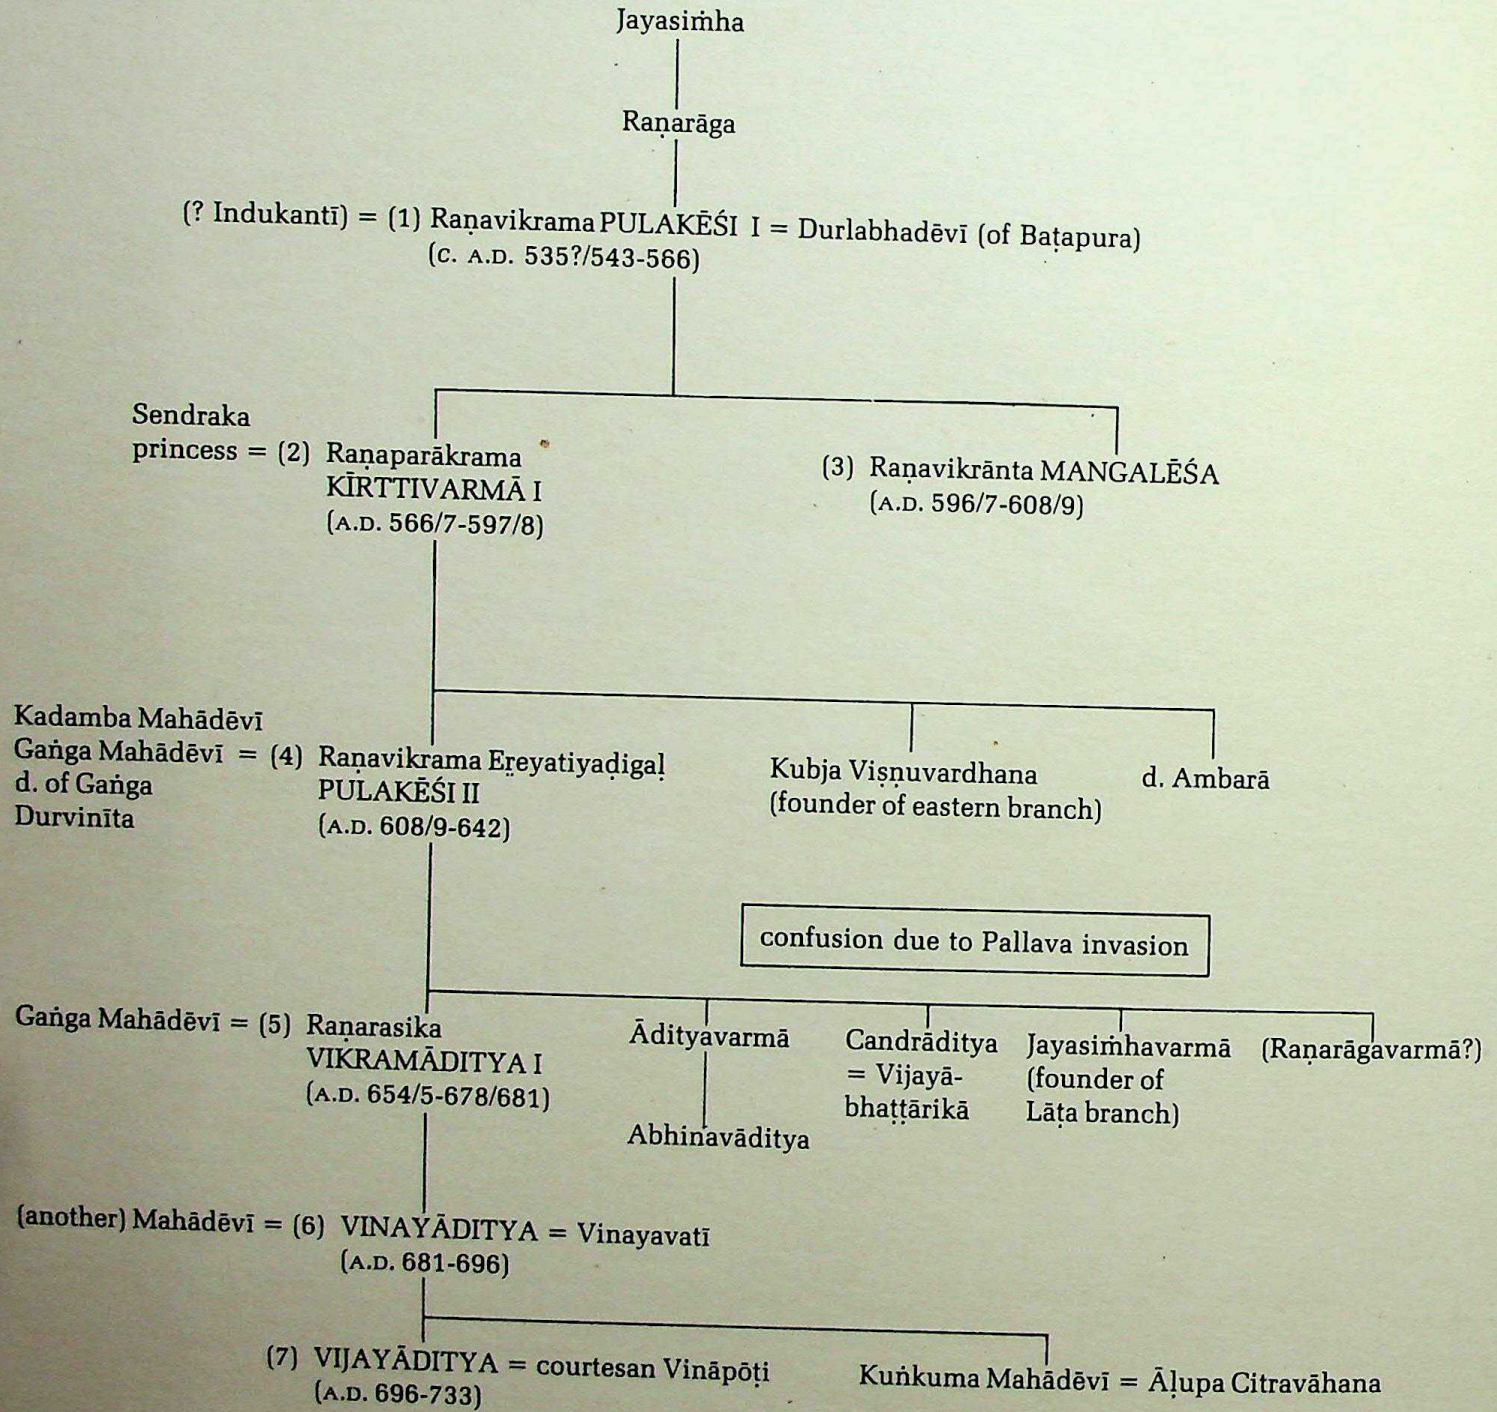 Jayasiṁha
Raṇarāga
(? Indukantī) = (1) Raṇavikrama PULAKĒŚI I = Durlabhadēvī (of Baṭapura)
(C. A.D. 535?/543-566)
Sendraka
princess = (2) Raṇaparākrama
KĪRTTIVARMĀ I
(A.D. 566/7-597/8)
(3) Raṇavikrānta MANGALĒŚA
(A.D. 596/7-608/9)
Kadamba Mahādēvī
Gaṅga Mahādēvī = (4) Raṇavikrama Eṟeyatiyaḍigaḷ
d. of Gaṅga PULAKĒŚI II
Durvinīta (A.D. 608/9-642)
Kubja Viṣṇuvardhana
(founder of eastern branch)
d. Ambarā
confusion due to Pallava invasion
Gaṅga Mahādēvī = (5) Raṇarasika
VIKRAMĀDITYA I
(A.D. 654/5-678/681)
Ādityavarmā
Abhinavāditya
Candrāditya
= Vijayā-
bhaṭṭārikā
Jayasiṁhavarmā
(founder of
Lāṭa branch)
(Raṇarāgavarmā?)
(another) Mahādēvī = (6) VINAYĀDITYA = Vinayavatī
(A.D. 681-696)
(7) VIJAYĀDITYA = courtesan Vināpōṭi
(A.D. 696-733)
Kuṅkuma Mahādēvī = Āḷupa Citravāhana